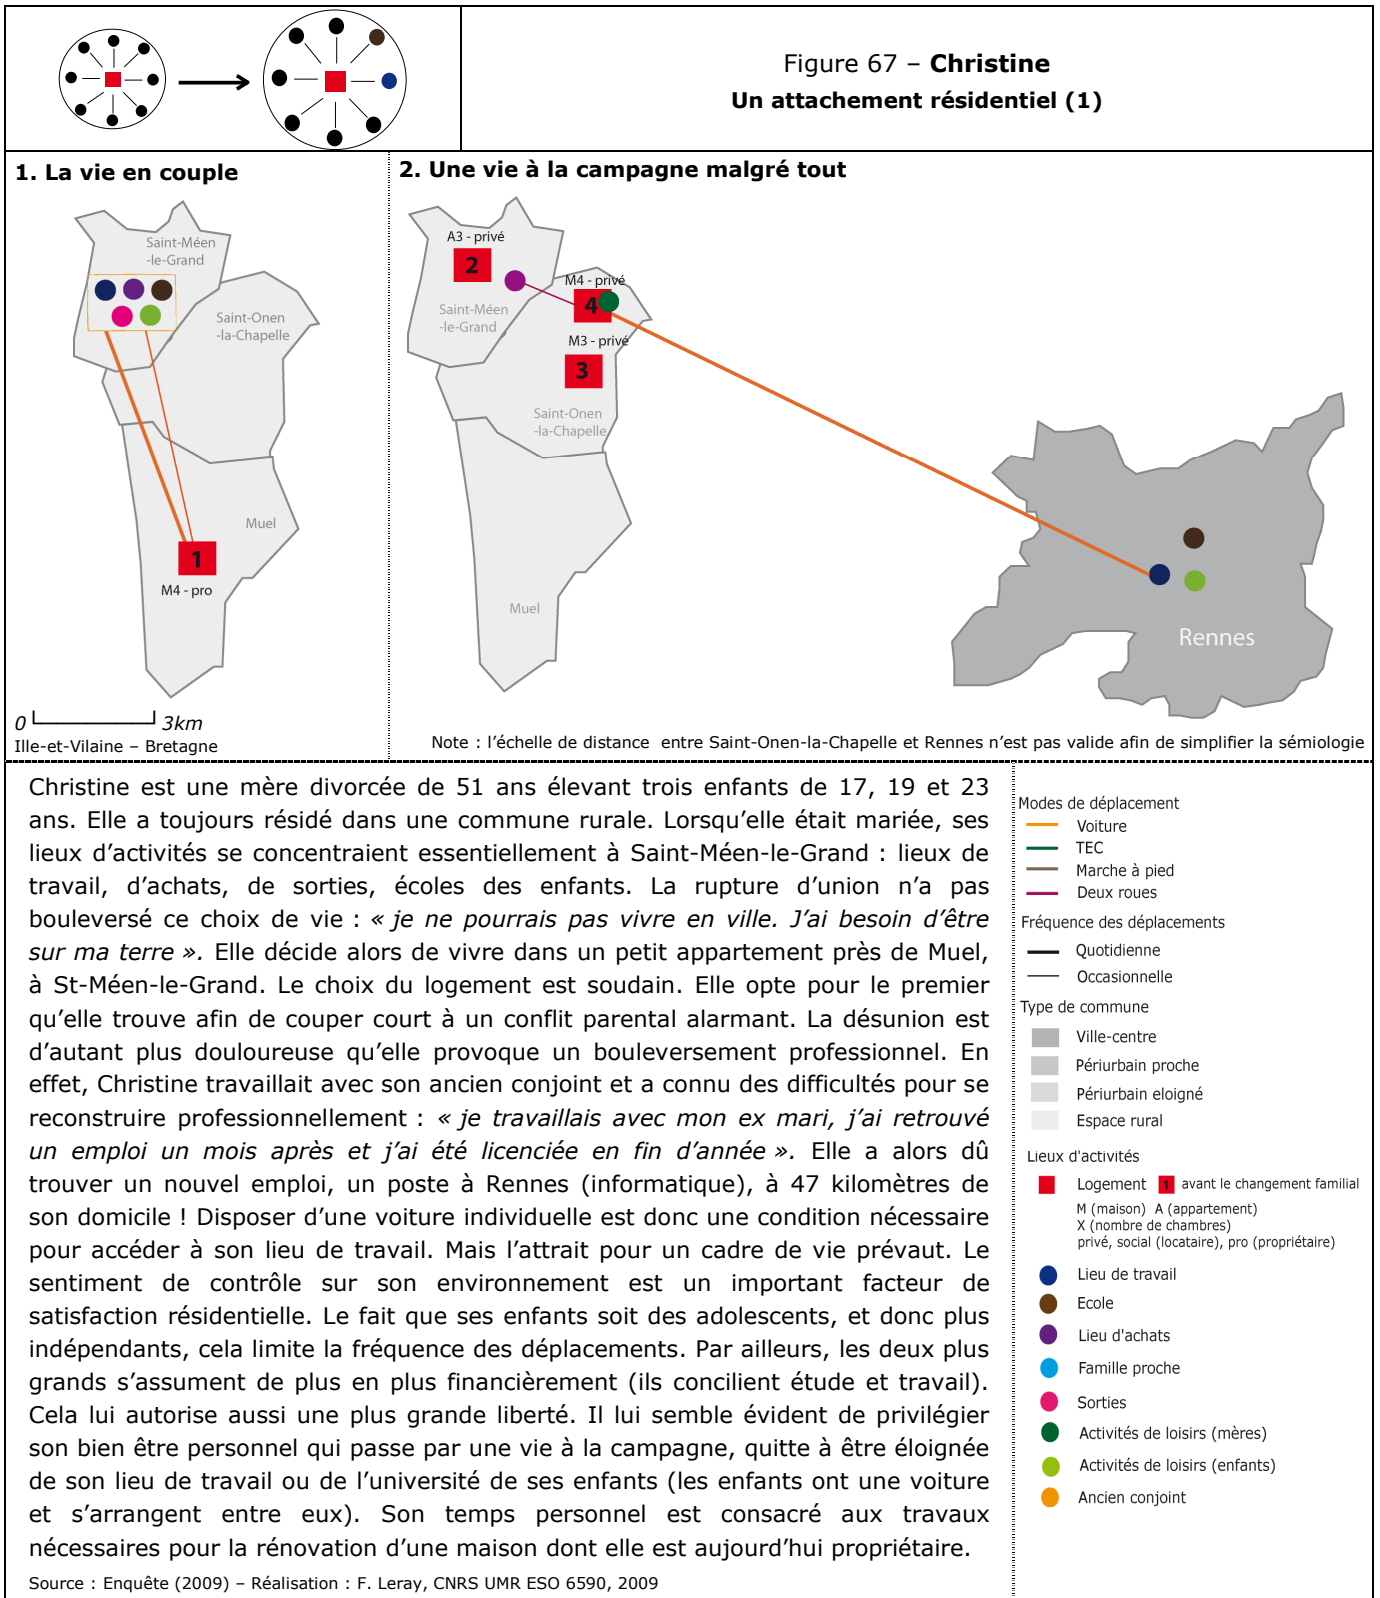 Figure 67 – Christine
Un attachement résidentiel (1)
1. La vie en couple
Saint-Méen
-le-Grand
Saint-Onen
-la-Chapelle
Muel
1
M4 - pro
0 3km
Ille-et-Vilaine – Bretagne
2. Une vie à la campagne malgré tout
A3 - privé
2
M4 - privé
4
Saint-Méen
-le-Grand
M3 - privé
3
Saint-Onen
-la-Chapelle
Muel
Rennes
Note : l’échelle de distance entre Saint-Onen-la-Chapelle et Rennes n’est pas valide afin de simplifier la sémiologie
Christine est une mère divorcée de 51 ans élevant trois enfants de 17, 19 et 23
ans. Elle a toujours résidé dans une commune rurale. Lorsqu’elle était mariée, ses
lieux d’activités se concentraient essentiellement à Saint-Méen-le-Grand : lieux de
travail, d’achats, de sorties, écoles des enfants. La rupture d’union n’a pas
bouleversé ce choix de vie : « je ne pourrais pas vivre en ville. J’ai besoin d’être
sur ma terre ». Elle décide alors de vivre dans un petit appartement près de Muel,
à St-Méen-le-Grand. Le choix du logement est soudain. Elle opte pour le premier
qu’elle trouve afin de couper court à un conflit parental alarmant. La désunion est
d’autant plus douloureuse qu’elle provoque un bouleversement professionnel. En
effet, Christine travaillait avec son ancien conjoint et a connu des difficultés pour se
reconstruire professionnellement : « je travaillais avec mon ex mari, j’ai retrouvé
un emploi un mois après et j’ai été licenciée en fin d’année ». Elle a alors dû
trouver un nouvel emploi, un poste à Rennes (informatique), à 47 kilomètres de
son domicile ! Disposer d’une voiture individuelle est donc une condition nécessaire
pour accéder à son lieu de travail. Mais l’attrait pour un cadre de vie prévaut. Le
sentiment de contrôle sur son environnement est un important facteur de
satisfaction résidentielle. Le fait que ses enfants soit des adolescents, et donc plus
indépendants, cela limite la fréquence des déplacements. Par ailleurs, les deux plus
grands s’assument de plus en plus financièrement (ils concilient étude et travail).
Cela lui autorise aussi une plus grande liberté. Il lui semble évident de privilégier
son bien être personnel qui passe par une vie à la campagne, quitte à être éloignée
de son lieu de travail ou de l’université de ses enfants (les enfants ont une voiture
et s’arrangent entre eux). Son temps personnel est consacré aux travaux
nécessaires pour la rénovation d’une maison dont elle est aujourd’hui propriétaire.
Source : Enquête (2009) – Réalisation : F. Leray, CNRS UMR ESO 6590, 2009
Modes de déplacement
Voiture
TEC
Marche à pied
Deux roues
Fréquence des déplacements
Quotidienne
Occasionnelle
Type de commune
Ville-centre
Périurbain proche
Périurbain eloigné
Espace rural
Lieux d'activités
Logement 1 avant le changement familial
M (maison) A (appartement)
X (nombre de chambres)
privé, social (locataire), pro (propriétaire)
Lieu de travail
Ecole
Lieu d'achats
Famille proche
Sorties
Activités de loisirs (mères)
Activités de loisirs (enfants)
Ancien conjoint